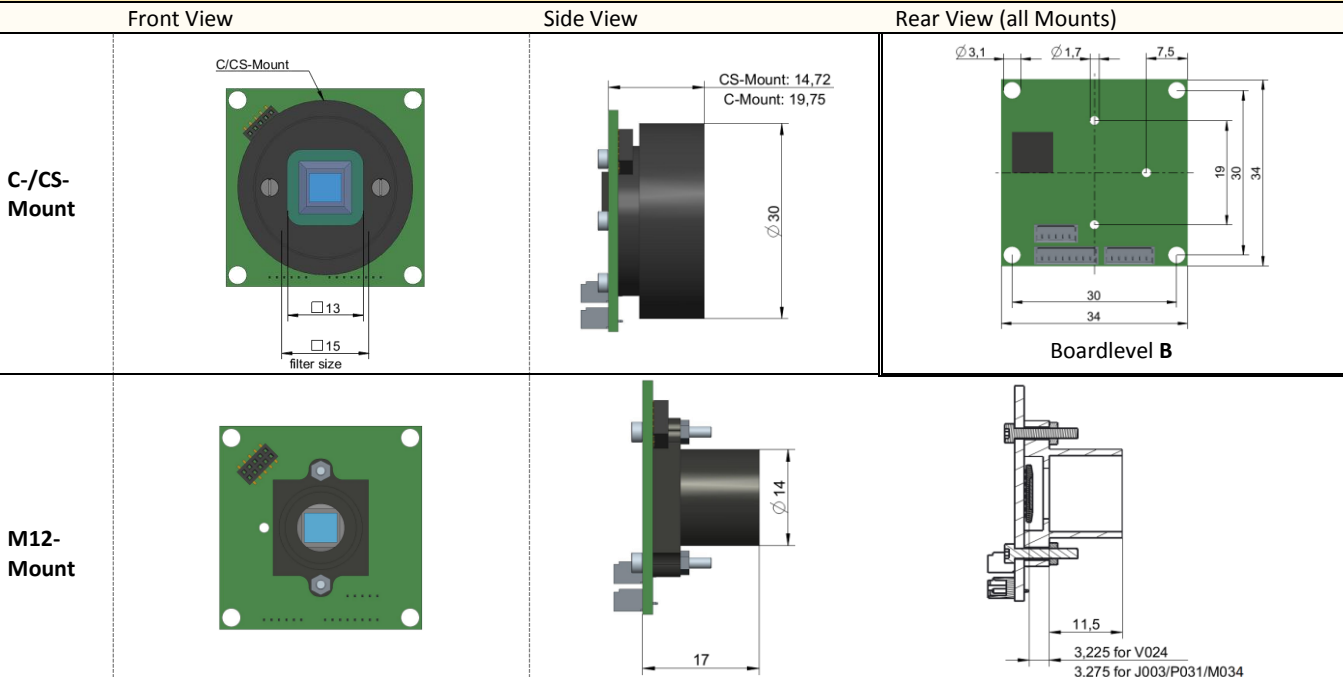 Front View
Side View
Rear View (all Mounts)
C-/CS-
Mount
C/CS-Mount
13
15
filter size
CS-Mount: 14,72
C-Mount: 19,75
∅30
∅3,1
∅1,7
7,5
19
30
34
30
34
Boardlevel B
M12-
Mount
∅14
17
11,5
3,225 for V024
3.275 for J003/P031/M034